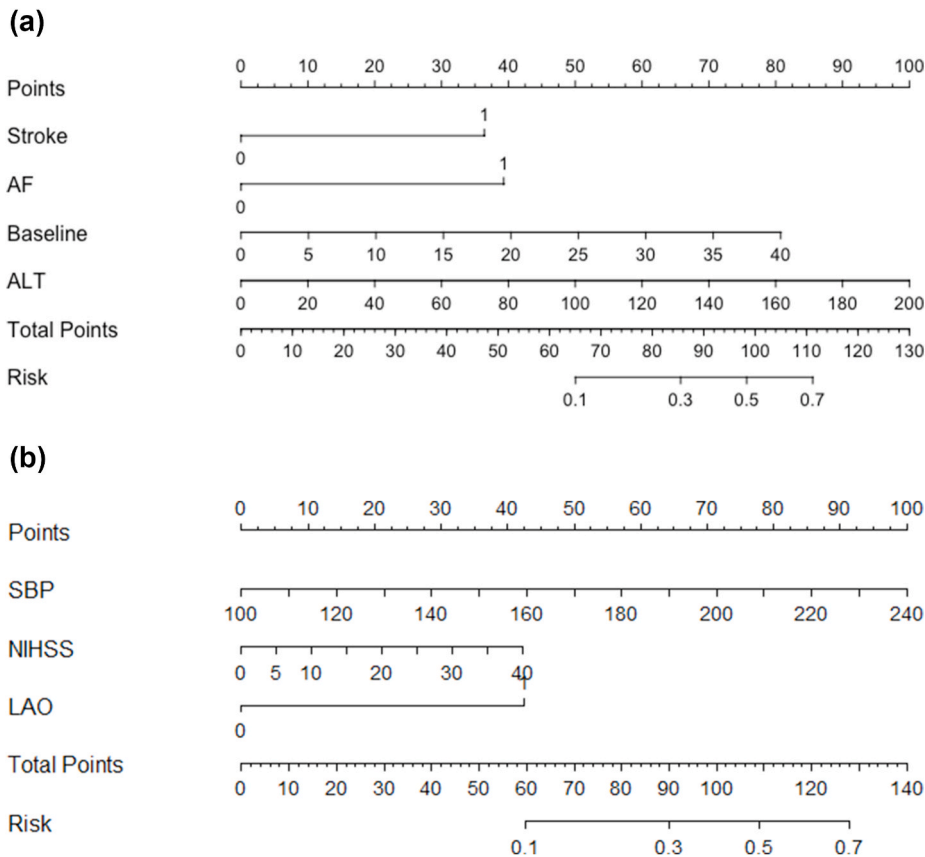 (a)
0 10 20 30 40 50 60 70 80 90 100
Points
1
Stroke
0
1
AF
0
Baseline
0 5 10 15 20 25 30 35 40
ALT
0 20 40 60 80 100 120 140 160 180 200
Total Points
0 10 20 30 40 50 60 70 80 90 100 110 120 130
Risk
0.1 0.3 0.5 0.7
(b)
0 10 20 30 40 50 60 70 80 90 100
Points
SBP
100 120 140 160 180 200 220 240
NIHSS
0 5 10 20 30 40
1
LAO
0
Total Points
0 10 20 30 40 50 60 70 80 90 100 120 140
Risk
0.1 0.3 0.5 0.7